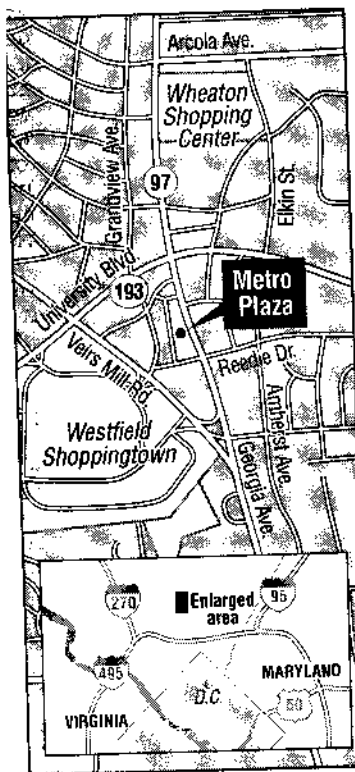 Arcola Ave.
Wheaton
Shopping
Center
Grandview Ave.
97
Elkin St.
University Blvd.
193
Metro
Plaza
Veirs Mill Rd.
Reedie Dr.
Westfield
Shoppingtown
Amherst Ave.
Georgia Ave.
270
Enlarged
area
95
495
D.C.
MARYLAND
50
VIRGINIA